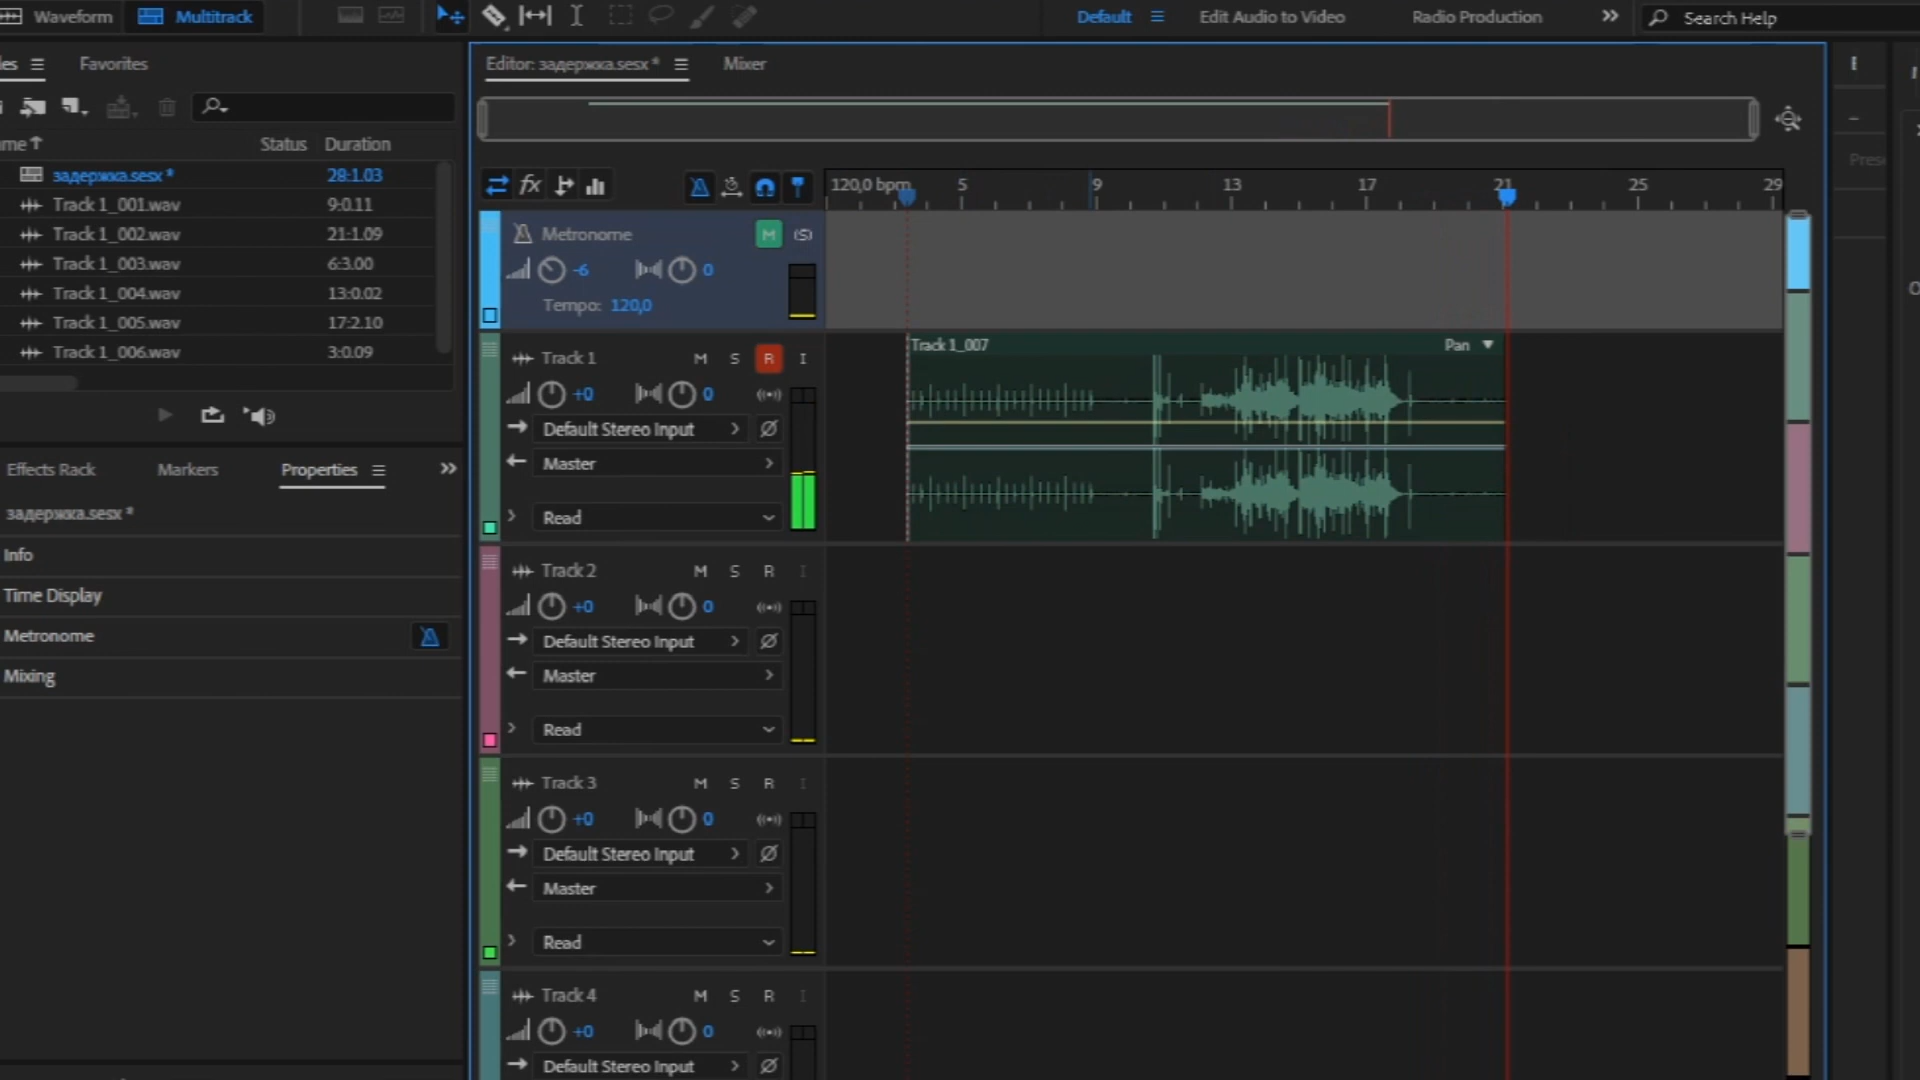 Waveform
Multitrack
Default
Edit Audio to Video
Radio Production
Search Help
Favorites
Editor: задержка.sesx *
Mixer
Status
Duration
задержка.sesx *
28:1.03
Track 1_001.wav
9:0.11
Track 1_002.wav
21:1.09
Track 1_003.wav
6:3.00
Track 1_004.wav
13:0.02
Track 1_005.wav
17:2.10
Track 1_006.wav
3:0.09
Effects Rack
Markers
Properties
задержка.sesx *
Info
Time Display
Metronome
Mixing
fx
120,0 bpm
5
9
13
17
21
25
29
Metronome
M
(S)
-6
0
Tempo: 120,0
Track 1
M
S
R
I
+0
0
Default Stereo Input
Master
Read
Track 1_007
Pan
Track 2
M
S
R
I
+0
0
Default Stereo Input
Master
Read
Track 3
M
S
R
I
+0
0
Default Stereo Input
Master
Read
Track 4
M
S
R
I
+0
0
Default Stereo Input